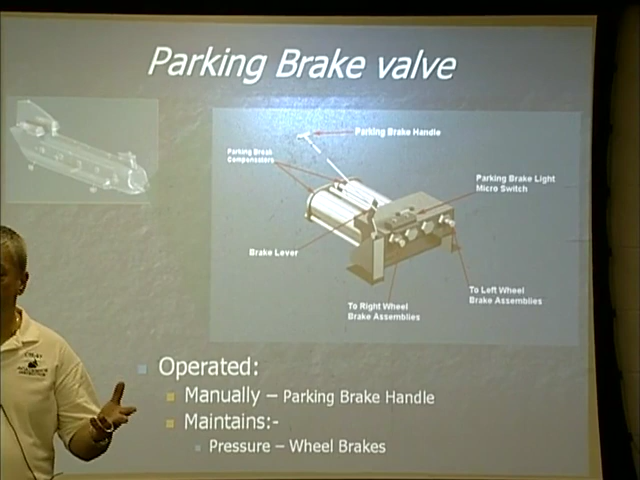 Parking Brake valve
Parking Brake Handle
Parking Break
Compensators
Parking Brake Light
Micro Switch
Brake Lever
To Left Wheel
Brake Assemblies
To Right Wheel
Brake Assemblies
Operated:
Manually – Parking Brake Handle
Maintains:-
Pressure – Wheel Brakes